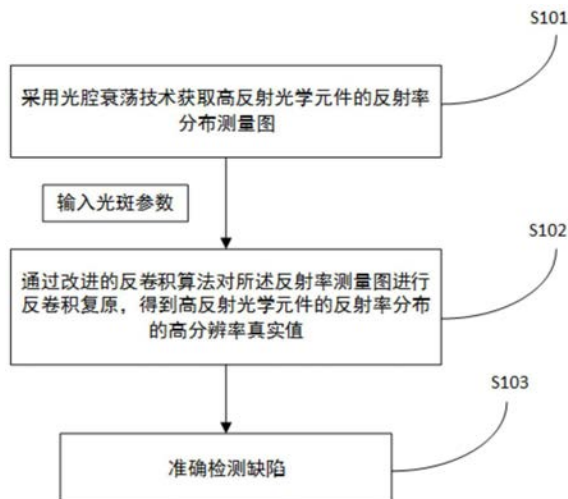 S101
采用光腔衰荡技术获取高反射光学元件的反射率
分布测量图
输入光斑参数
S102
通过改进的反卷积算法对所述反射率测量图进行
反卷积复原，得到高反射光学元件的反射率分布
的高分辨率真实值
S103
准确检测缺陷